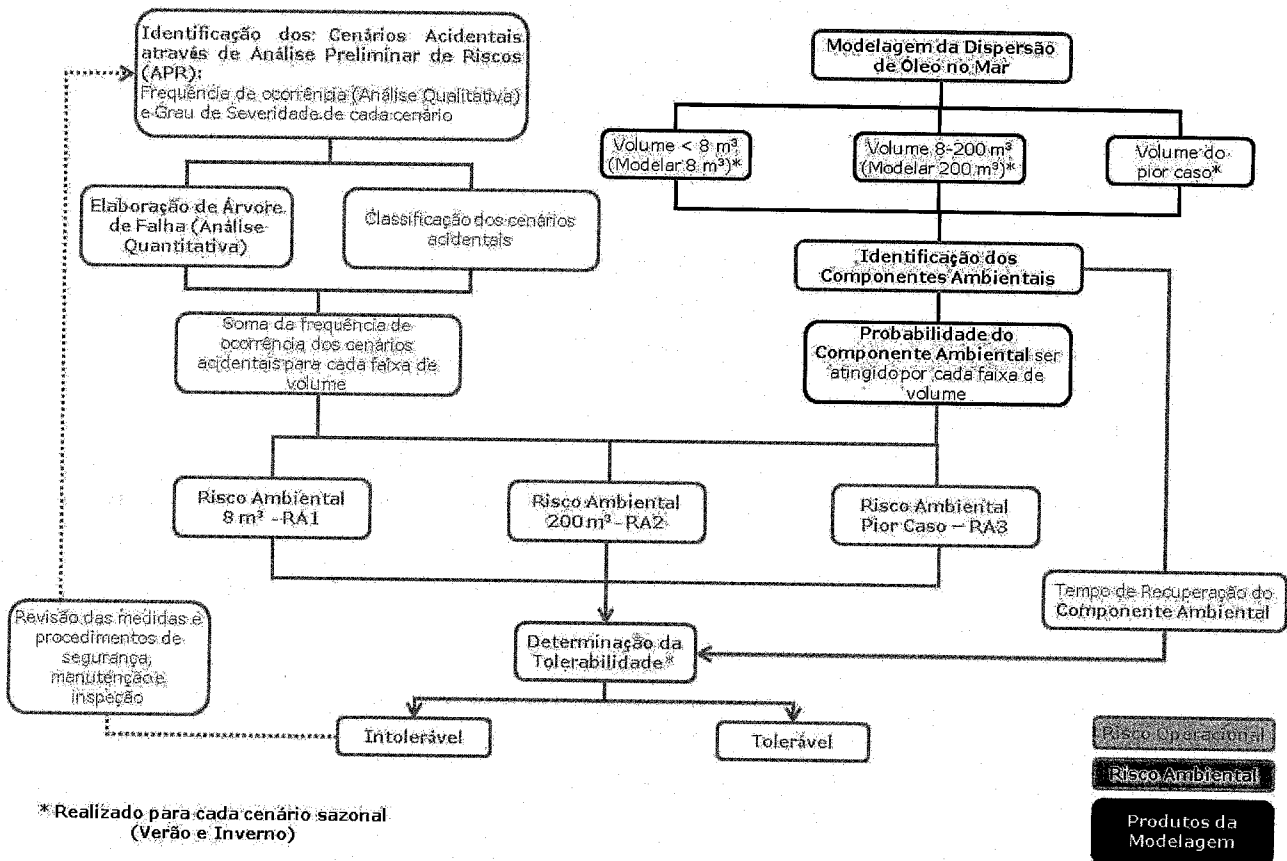 Identificação dos: Cenários Acidentais
através de Análise Preliminar de Riscos
(APR):
Frequência de ocorrência (Análise Qualitativa)
e Grau de Severidade de cada cenário
Modelagem da Dispersão
de Óleo no Mar
Volume < 8 m³
(Modelar 8 m³)*
Volume 8-200 m³
(Modelar 200 m³)*
Volume do
pior caso*
Elaboração de Árvore
de Falha (Análise
Quantitativa)
Classificação dos cenários
acidentais
Identificação dos
Componentes Ambientais
Soma da frequência de
ocorrência dos cenários
acidentais para cada faixa de
volume
Probabilidade do
Componente Ambiental ser
atingido por cada faixa de
volume
Risco Ambiental
8 m³ - RA1
Risco Ambiental
200 m³ - RA2
Risco Ambiental
Pior Caso – RA3
Tempo de Recuperação do
Componente Ambiental
Revisão das medidas e
procedimentos de
segurança,
manutenção e
inspeção
Determinação da
Tolerabilidade*
Intolerável
Tolerável
Risco Operacional
Risco Ambiental
Produtos da
Modelagem
* Realizado para cada cenário sazonal
(Verão e Inverno)